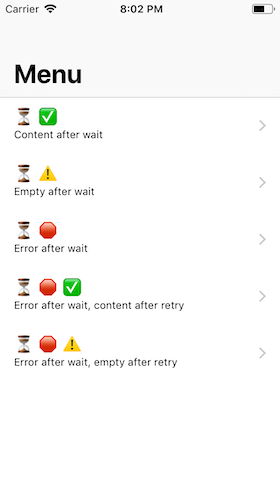 Carrier 8:02 PM
Menu
⏳ ✅
Content after wait
⏳ ⚠️
Empty after wait
⏳ 🛑
Error after wait
⏳ 🛑 ✅
Error after wait, content after retry
⏳ 🛑 ⚠️
Error after wait, empty after retry